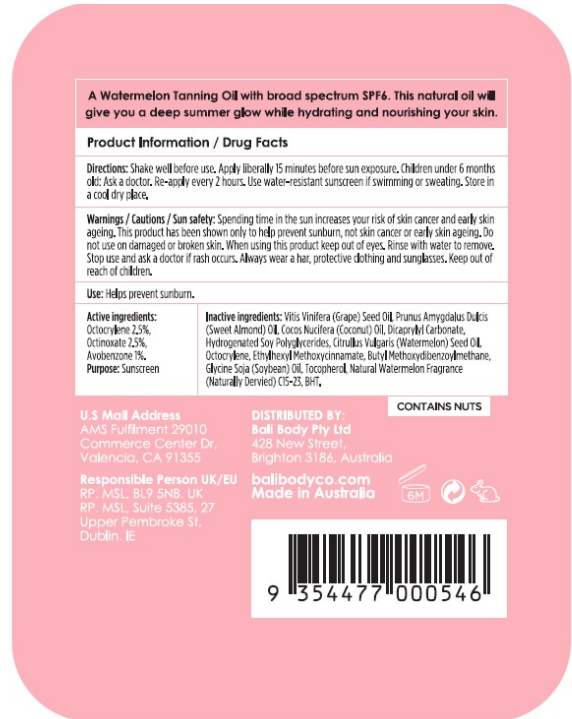 A Watermelon Tanning Oil with broad spectrum SPF6. This natural oil will
give you a deep summer glow while hydrating and nourishing your skin.
Product Information / Drug Facts
Directions: Shake well before use. Apply liberally 15 minutes before sun exposure. Children under 6 months
old: Ask a doctor. Re-apply every 2 hours. Use water-resistant sunscreen if swimming or sweating. Store in
a cool dry place.
Warnings / Cautions / Sun safety: Spending time in the sun increases your risk of skin cancer and early skin
ageing. This product has been shown only to help prevent sunburn, not skin cancer or early skin ageing. Do
not use on damaged or broken skin. When using this product keep out of eyes. Rinse with water to remove.
Stop use and ask a doctor if rash occurs. Always wear a har, protective clothing and sunglasses. Keep out of
reach of children.
Use: Helps prevent sunburn.
Active ingredients:
Octocrylene 2.5%,
Octinoxate 2.5%,
Avobenzone 1%.
Purpose: Sunscreen
Inactive ingredients: Vitis Vinifera (Grape) Seed Oil, Prunus Amygdalus Dulcis
(Sweet Almond) Oil, Cocos Nucifera (Coconut) Oil, Dicaprylyl Carbonate,
Hydrogenated Soy Polyglycerides, Citrullus Vulgaris (Watermelon) Seed Oil,
Octocrylene, Ethylhexyl Methoxycinnamate, Butyl Methoxydibenzoylmethane,
Glycine Soja (Soybean) Oil, Tocopherol, Natural Watermelon Fragrance
(Naturally Dervied) C15-23, BHT.
CONTAINS NUTS
U.S Mail Address
AMS Fulfilment 29010
Commerce Center Dr,
Valencia, CA 91355
Responsible Person UK/EU
RP. MSL, BL9 5NB. UK
RP. MSL, Suite 5385, 27
Upper Pembroke St,
Dublin. IE
DISTRIBUTED BY:
Bali Body Pty Ltd
428 New Street,
Brighton 3186, Australia
balibodyco.com
Made in Australia
6M
9 354477 000546